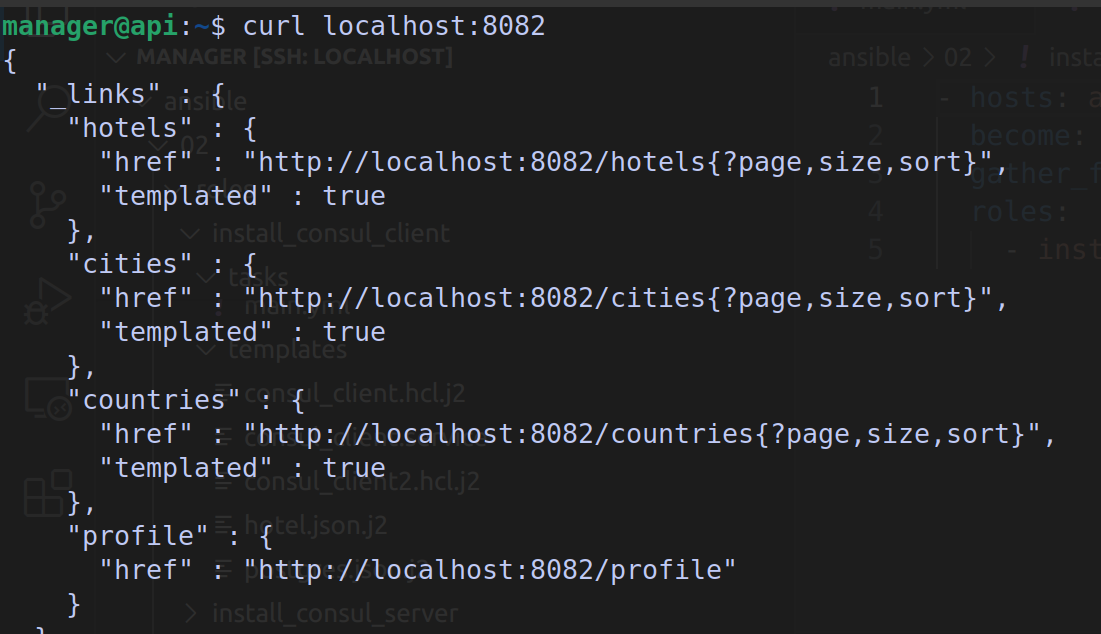 manager@api:~$ curl localhost:8082
{
  "_links" : {
    "hotels" : {
      "href" : "http://localhost:8082/hotels{?page,size,sort}",
      "templated" : true
    },
    "cities" : {
      "href" : "http://localhost:8082/cities{?page,size,sort}",
      "templated" : true
    },
    "countries" : {
      "href" : "http://localhost:8082/countries{?page,size,sort}",
      "templated" : true
    },
    "profile" : {
      "href" : "http://localhost:8082/profile"
    }
  }
MANAGER [SSH: LOCALHOST]
ansible
02
roles
install_consul_client
tasks
main.yml
templates
consul_client.hcl.j2
consul_client2.hcl.j2
hotel.json.j2
install_consul_server
ansible > 02 > !
1 - hosts:
2 become:
3
4 roles:
5 -